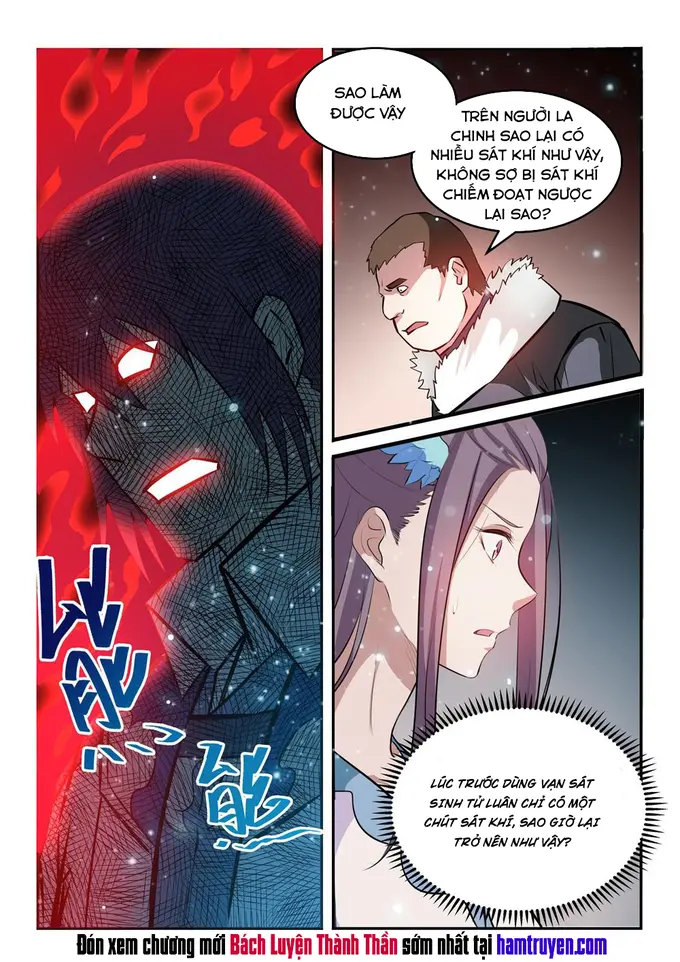 SAO LÀM
ĐƯỢC VẬY
TRÊN NGƯỜI LA
CHINH SAO LẠI CÓ
NHIỀU SÁT KHÍ NHƯ VẬY,
KHÔNG SỢ BỊ SÁT KHÍ
CHIẾM ĐOẠT NGƯỢC
LẠI SAO?
LÚC TRƯỚC DÙNG VẠN SÁT
SINH TỬ LUÂN CHỈ CÓ MỘT
CHÚT SÁT KHÍ, SAO GIỜ LẠI
TRỞ NÊN NHƯ VẬY?
Đón xem chương mới Bách Luyện Thành Thần sớm nhất tại hamtruyen.com